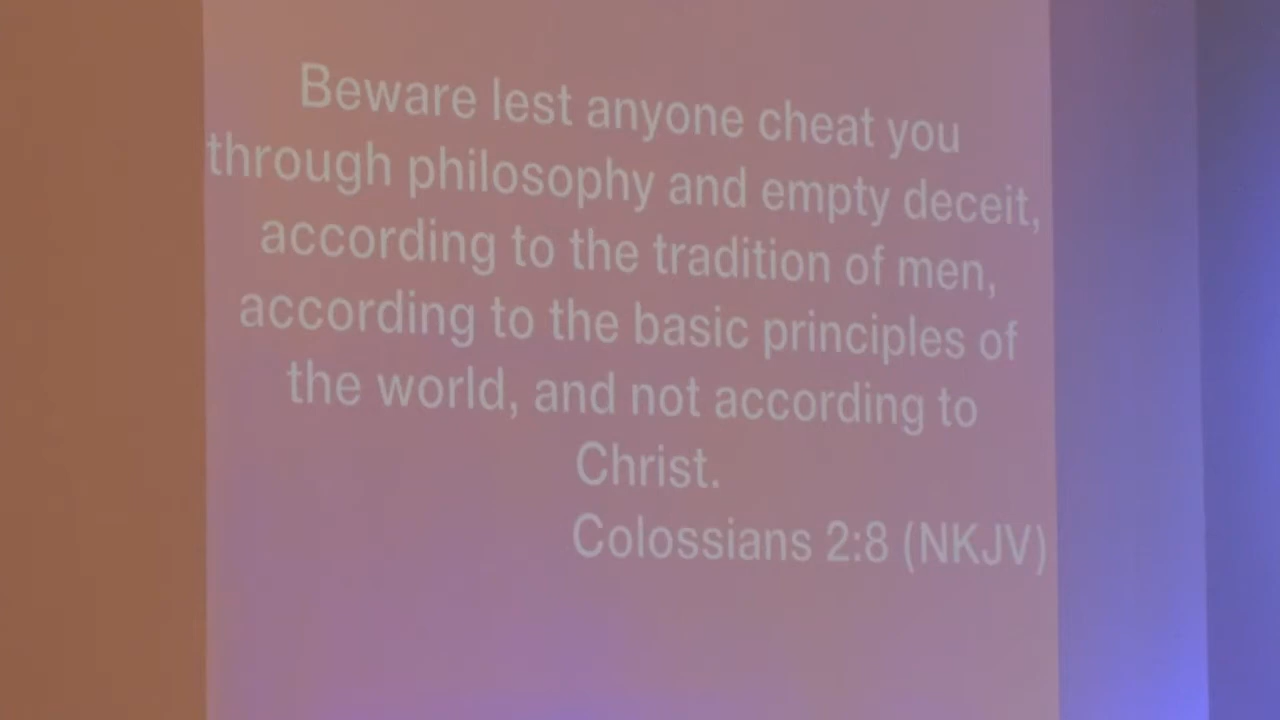 Beware lest anyone cheat you
through philosophy and empty deceit,
according to the tradition of men,
according to the basic principles of
the world, and not according to
Christ.
Colossians 2:8 (NKJV)